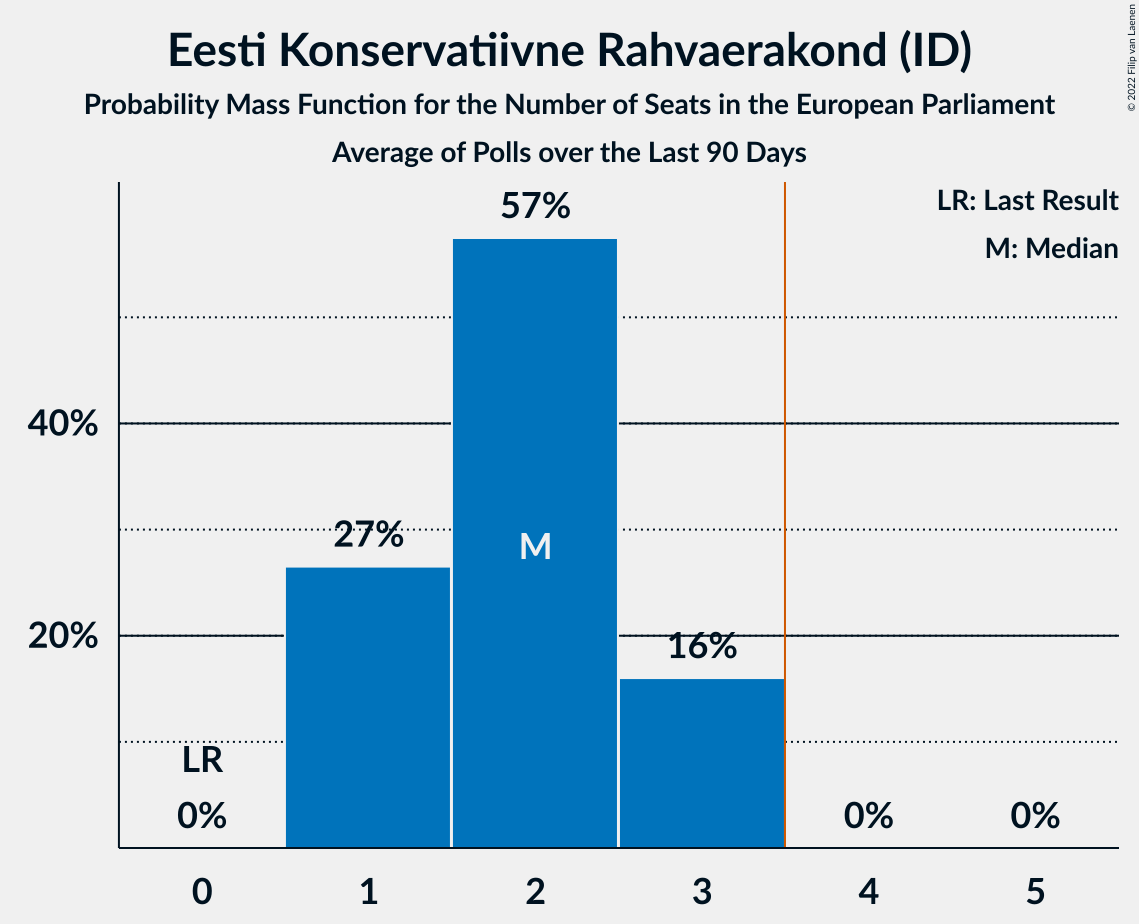 Eesti Konservatiivne Rahvaerakond (ID)
Probability Mass Function for the Number of Seats in the European Parliament
Average of Polls over the Last 90 Days
© 2022 Filip van Laenen
LR: Last Result
M: Median
57%
40%
27%
M
20%
16%
LR
0%
0%
0%
0 1 2 3 4 5